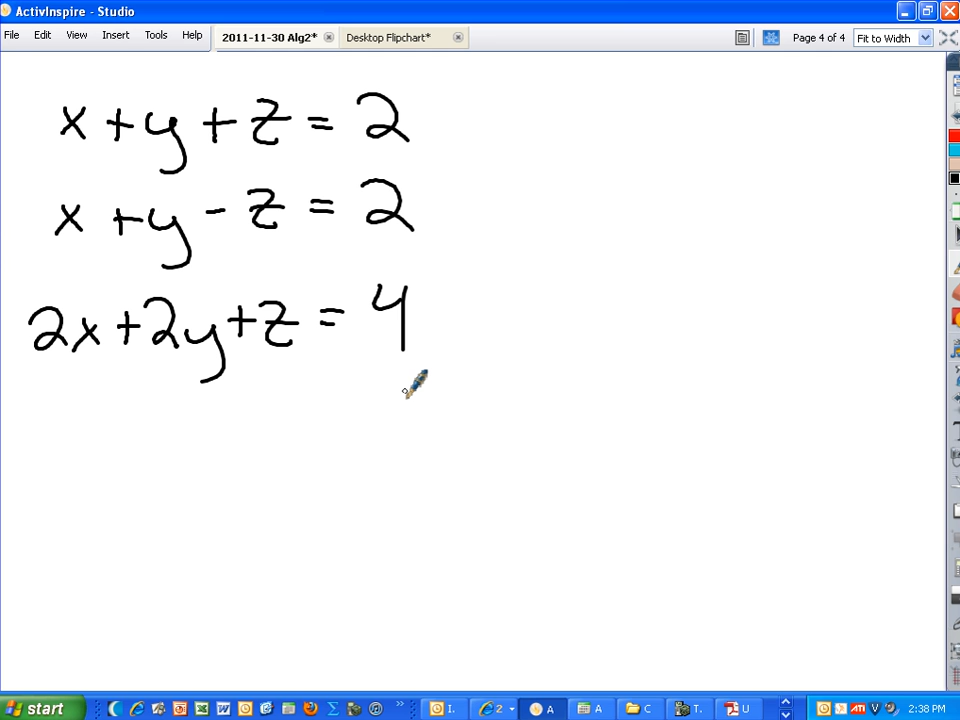 ActivInspire - Studio
File Edit View Insert Tools Help 2011-11-30 Alg2* Desktop Flipchart* Page 4 of 4 Fit to Width
x+y+z=2
x+y-z=2
2x+2y+z=4
start 2 A A C T. U 2:38 PM